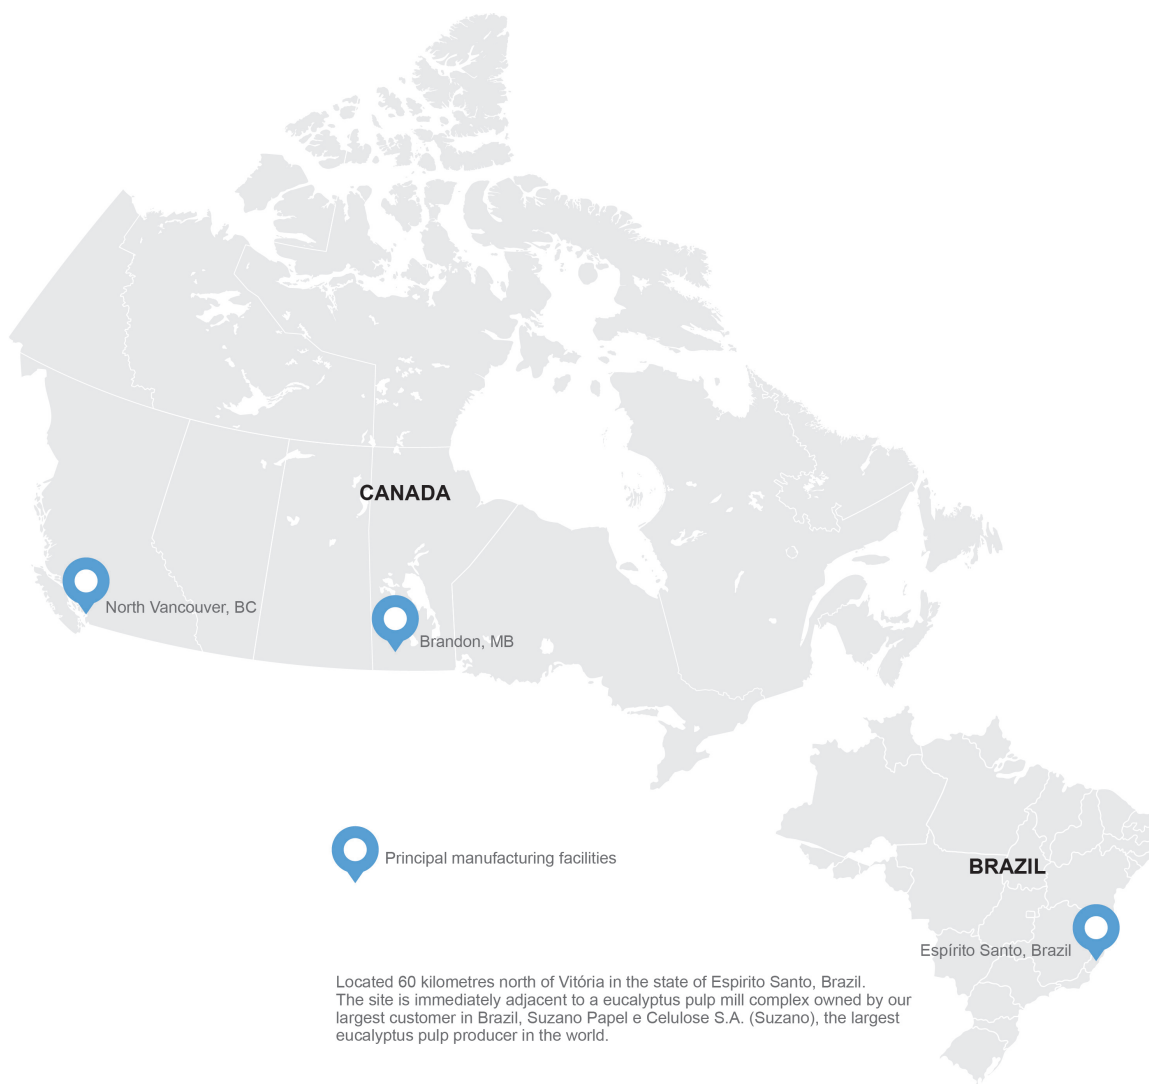 CANADA
North Vancouver, BC
Brandon, MB
Principal manufacturing facilities
BRAZIL
Espírito Santo, Brazil
Located 60 kilometres north of Vitória in the state of Espirito Santo, Brazil.
The site is immediately adjacent to a eucalyptus pulp mill complex owned by our
largest customer in Brazil, Suzano Papel e Celulose S.A. (Suzano), the largest
eucalyptus pulp producer in the world.